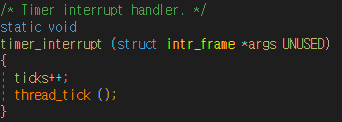 /* Timer interrupt handler. */
static void
timer_interrupt (struct intr_frame *args UNUSED)
{
  ticks++;
  thread_tick ();
}